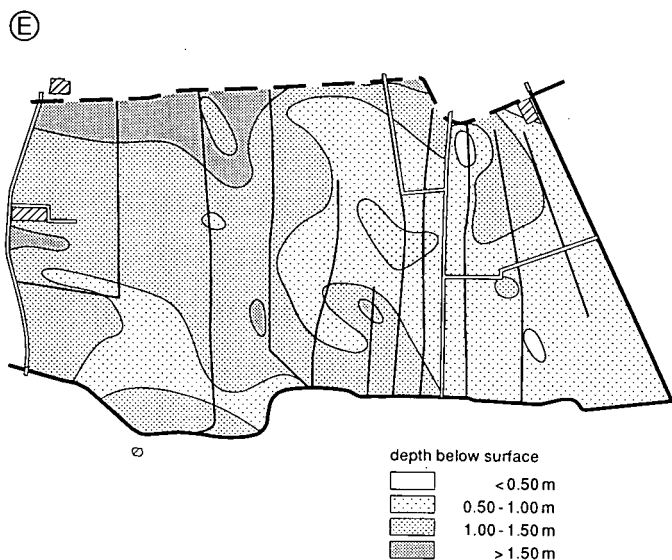 E
depth below surface
< 0.50 m
0.50 - 1.00 m
1.00 - 1.50 m
> 1.50 m